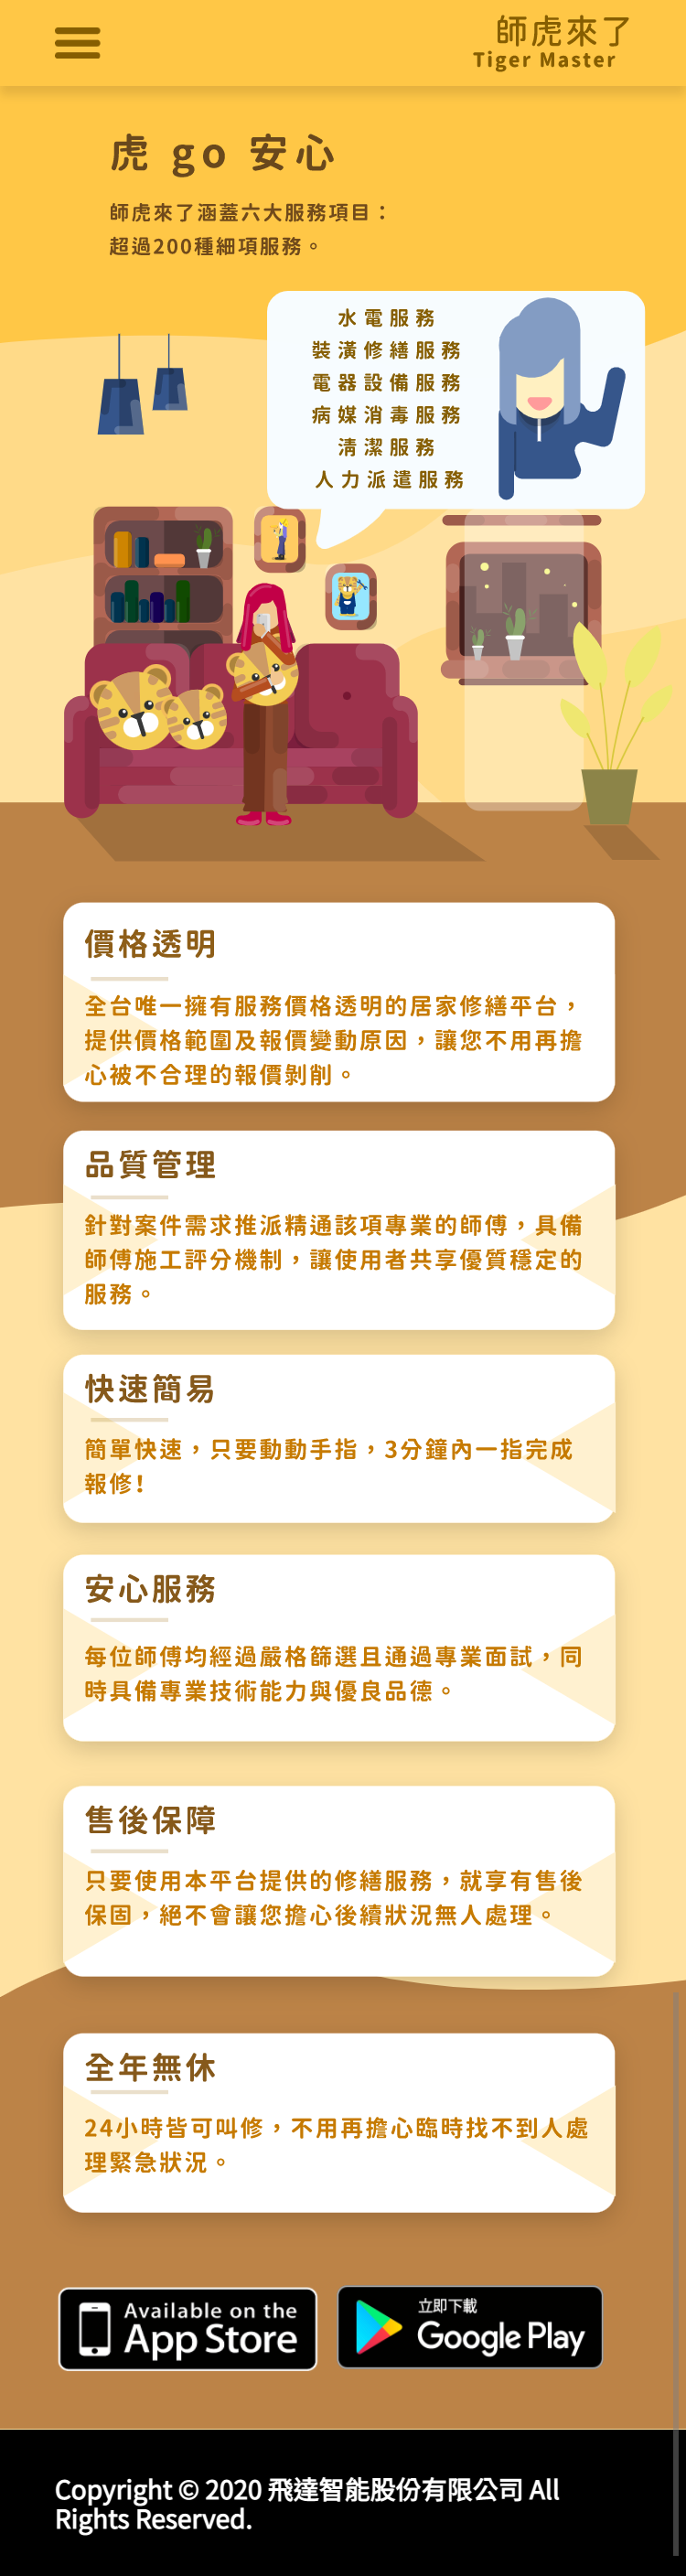 師虎來了
Tiger Master
虎 go 安心
師虎來了涵蓋六大服務項目：
超過200種細項服務。
水電服務
裝潢修繕服務
電器設備服務
病媒消毒服務
清潔服務
人力派遣服務
價格透明
全台唯一擁有服務價格透明的居家修繕平台，
提供價格範圍及報價變動原因，讓您不用再擔
心被不合理的報價剝削。
品質管理
針對案件需求推派精通該項專業的師傅，具備
師傅施工評分機制，讓使用者共享優質穩定的
服務。
快速簡易
簡單快速，只要動動手指，3分鐘內一指完成
報修!
安心服務
每位師傅均經過嚴格篩選且通過專業面試，同
時具備專業技術能力與優良品德。
售後保障
只要使用本平台提供的修繕服務，就享有售後
保固，絕不會讓您擔心後續狀況無人處理。
全年無休
24小時皆可叫修，不用再擔心臨時找不到人處
理緊急狀況。
Available on the
App Store
立即下載
Google Play
Copyright © 2020 飛達智能股份有限公司 All
Rights Reserved.